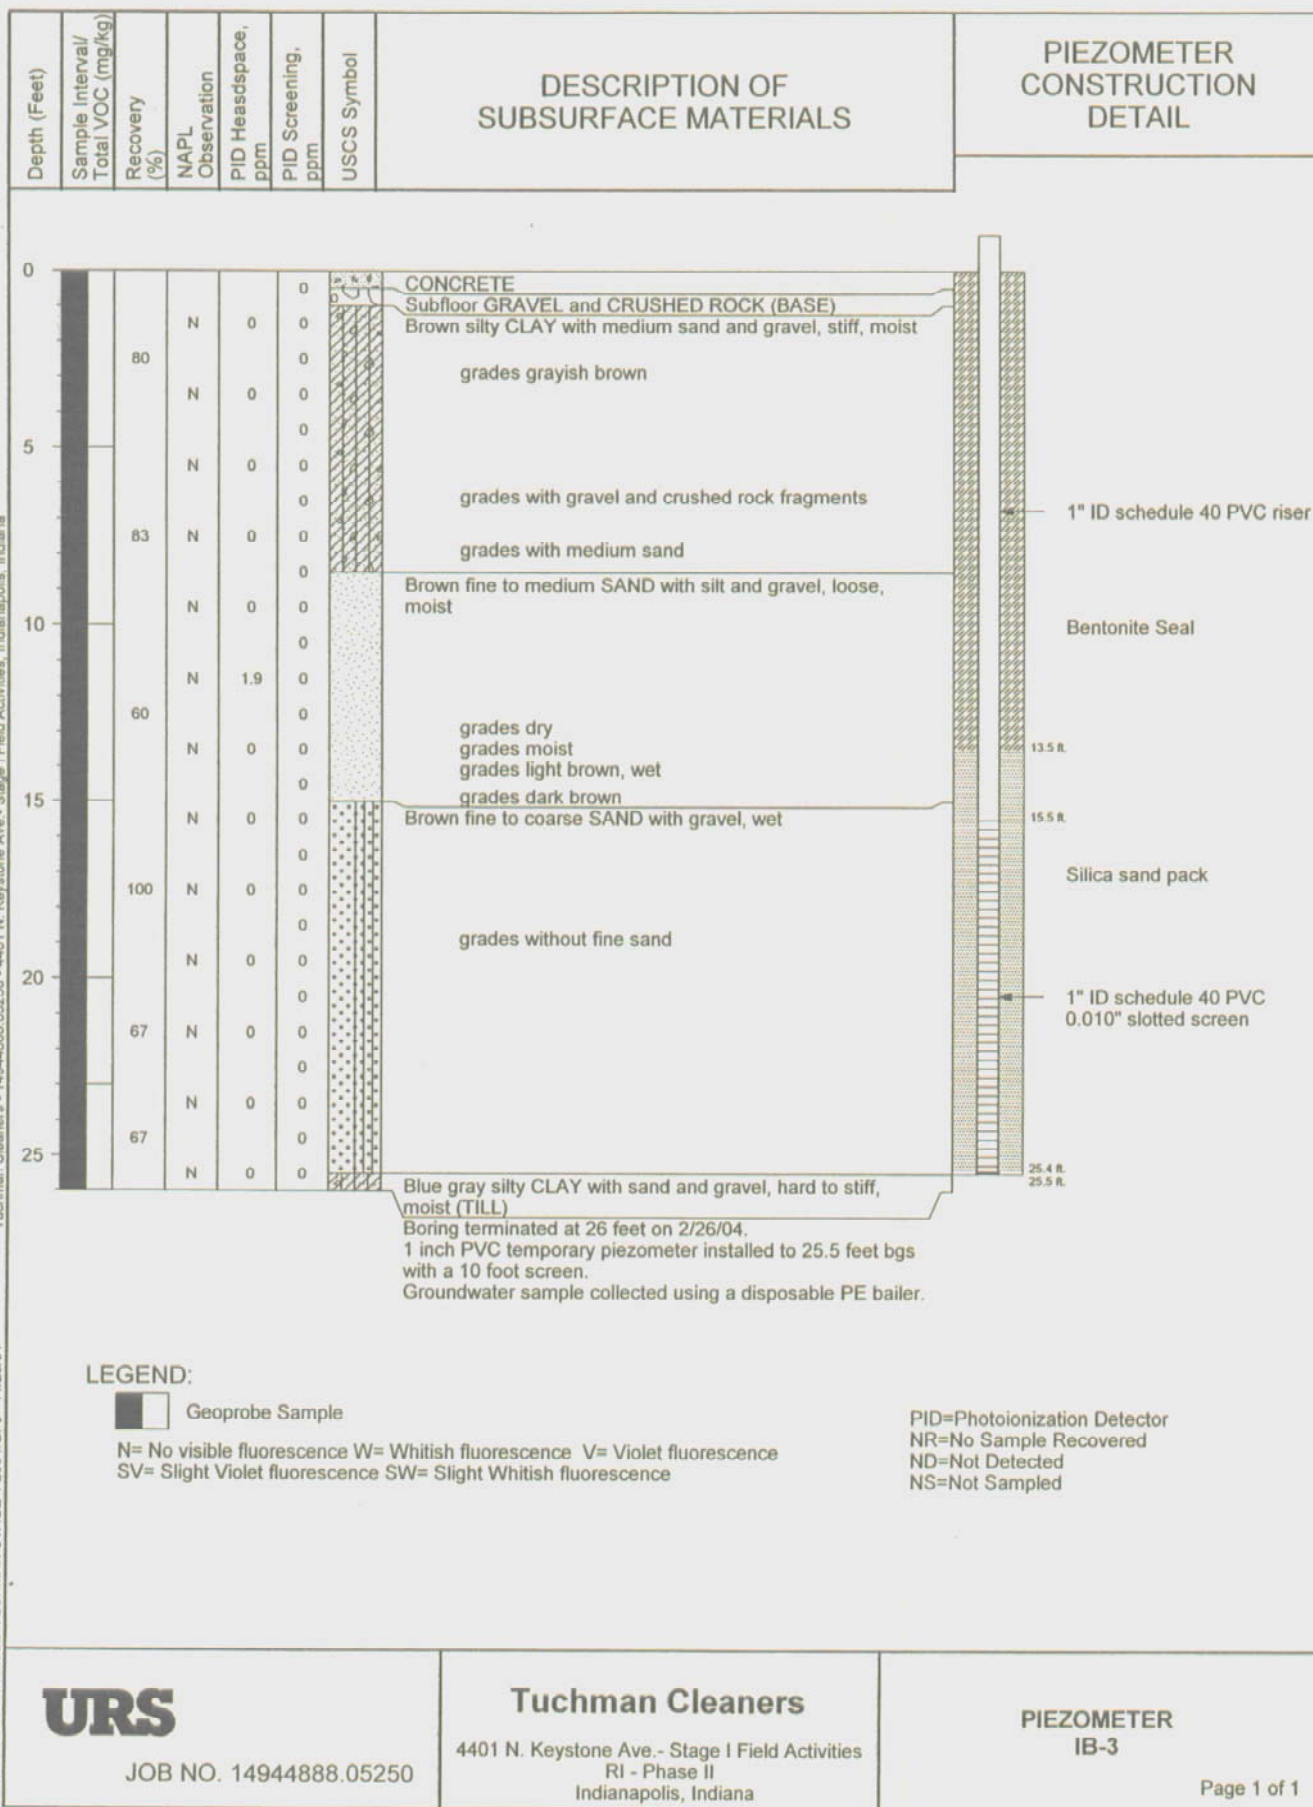 Depth (Feet)
Sample Interval/
Total VOC (mg/kg)
Recovery
(%)
NAPL
Observation
PID Heasdspace,
ppm
PID Screening,
ppm
USCS Symbol
DESCRIPTION OF
SUBSURFACE MATERIALS
PIEZOMETER
CONSTRUCTION
DETAIL
0
0 CONCRETE
Subfloor GRAVEL and CRUSHED ROCK (BASE)
N 0 0 Brown silty CLAY with medium sand and gravel, stiff, moist
80 0
grades grayish brown
N 0 0
0
5
N 0 0
0 grades with gravel and crushed rock fragments
1" ID schedule 40 PVC riser
83 N 0 0
grades with medium sand
0
Brown fine to medium SAND with silt and gravel, loose,
moist
N 0 0
10
Bentonite Seal
0
N 1.9 0
60 0
grades dry
N 0 0 grades moist 13.5 ft.
grades light brown, wet
0
grades dark brown
15
N 0 0 Brown fine to coarse SAND with gravel, wet 15.5 ft.
0
Silica sand pack
100 N 0 0
0
grades without fine sand
N 0 0
20
0
1" ID schedule 40 PVC
0.010" slotted screen
67 N 0 0
0
N 0 0
67 0
25
N 0 0
25.4 ft.
25.5 ft.
Blue gray silty CLAY with sand and gravel, hard to stiff,
moist (TILL)
Boring terminated at 26 feet on 2/26/04.
1 inch PVC temporary piezometer installed to 25.5 feet bgs
with a 10 foot screen.
Groundwater sample collected using a disposable PE bailer.
LEGEND:
Geoprobe Sample
N= No visible fluorescence W= Whitish fluorescence V= Violet fluorescence
SV= Slight Violet fluorescence SW= Slight Whitish fluorescence
PID=Photoionization Detector
NR=No Sample Recovered
ND=Not Detected
NS=Not Sampled
URS
JOB NO. 14944888.05250
Tuchman Cleaners
4401 N. Keystone Ave.- Stage I Field Activities
RI - Phase II
Indianapolis, Indiana
PIEZOMETER
IB-3
Page 1 of 1